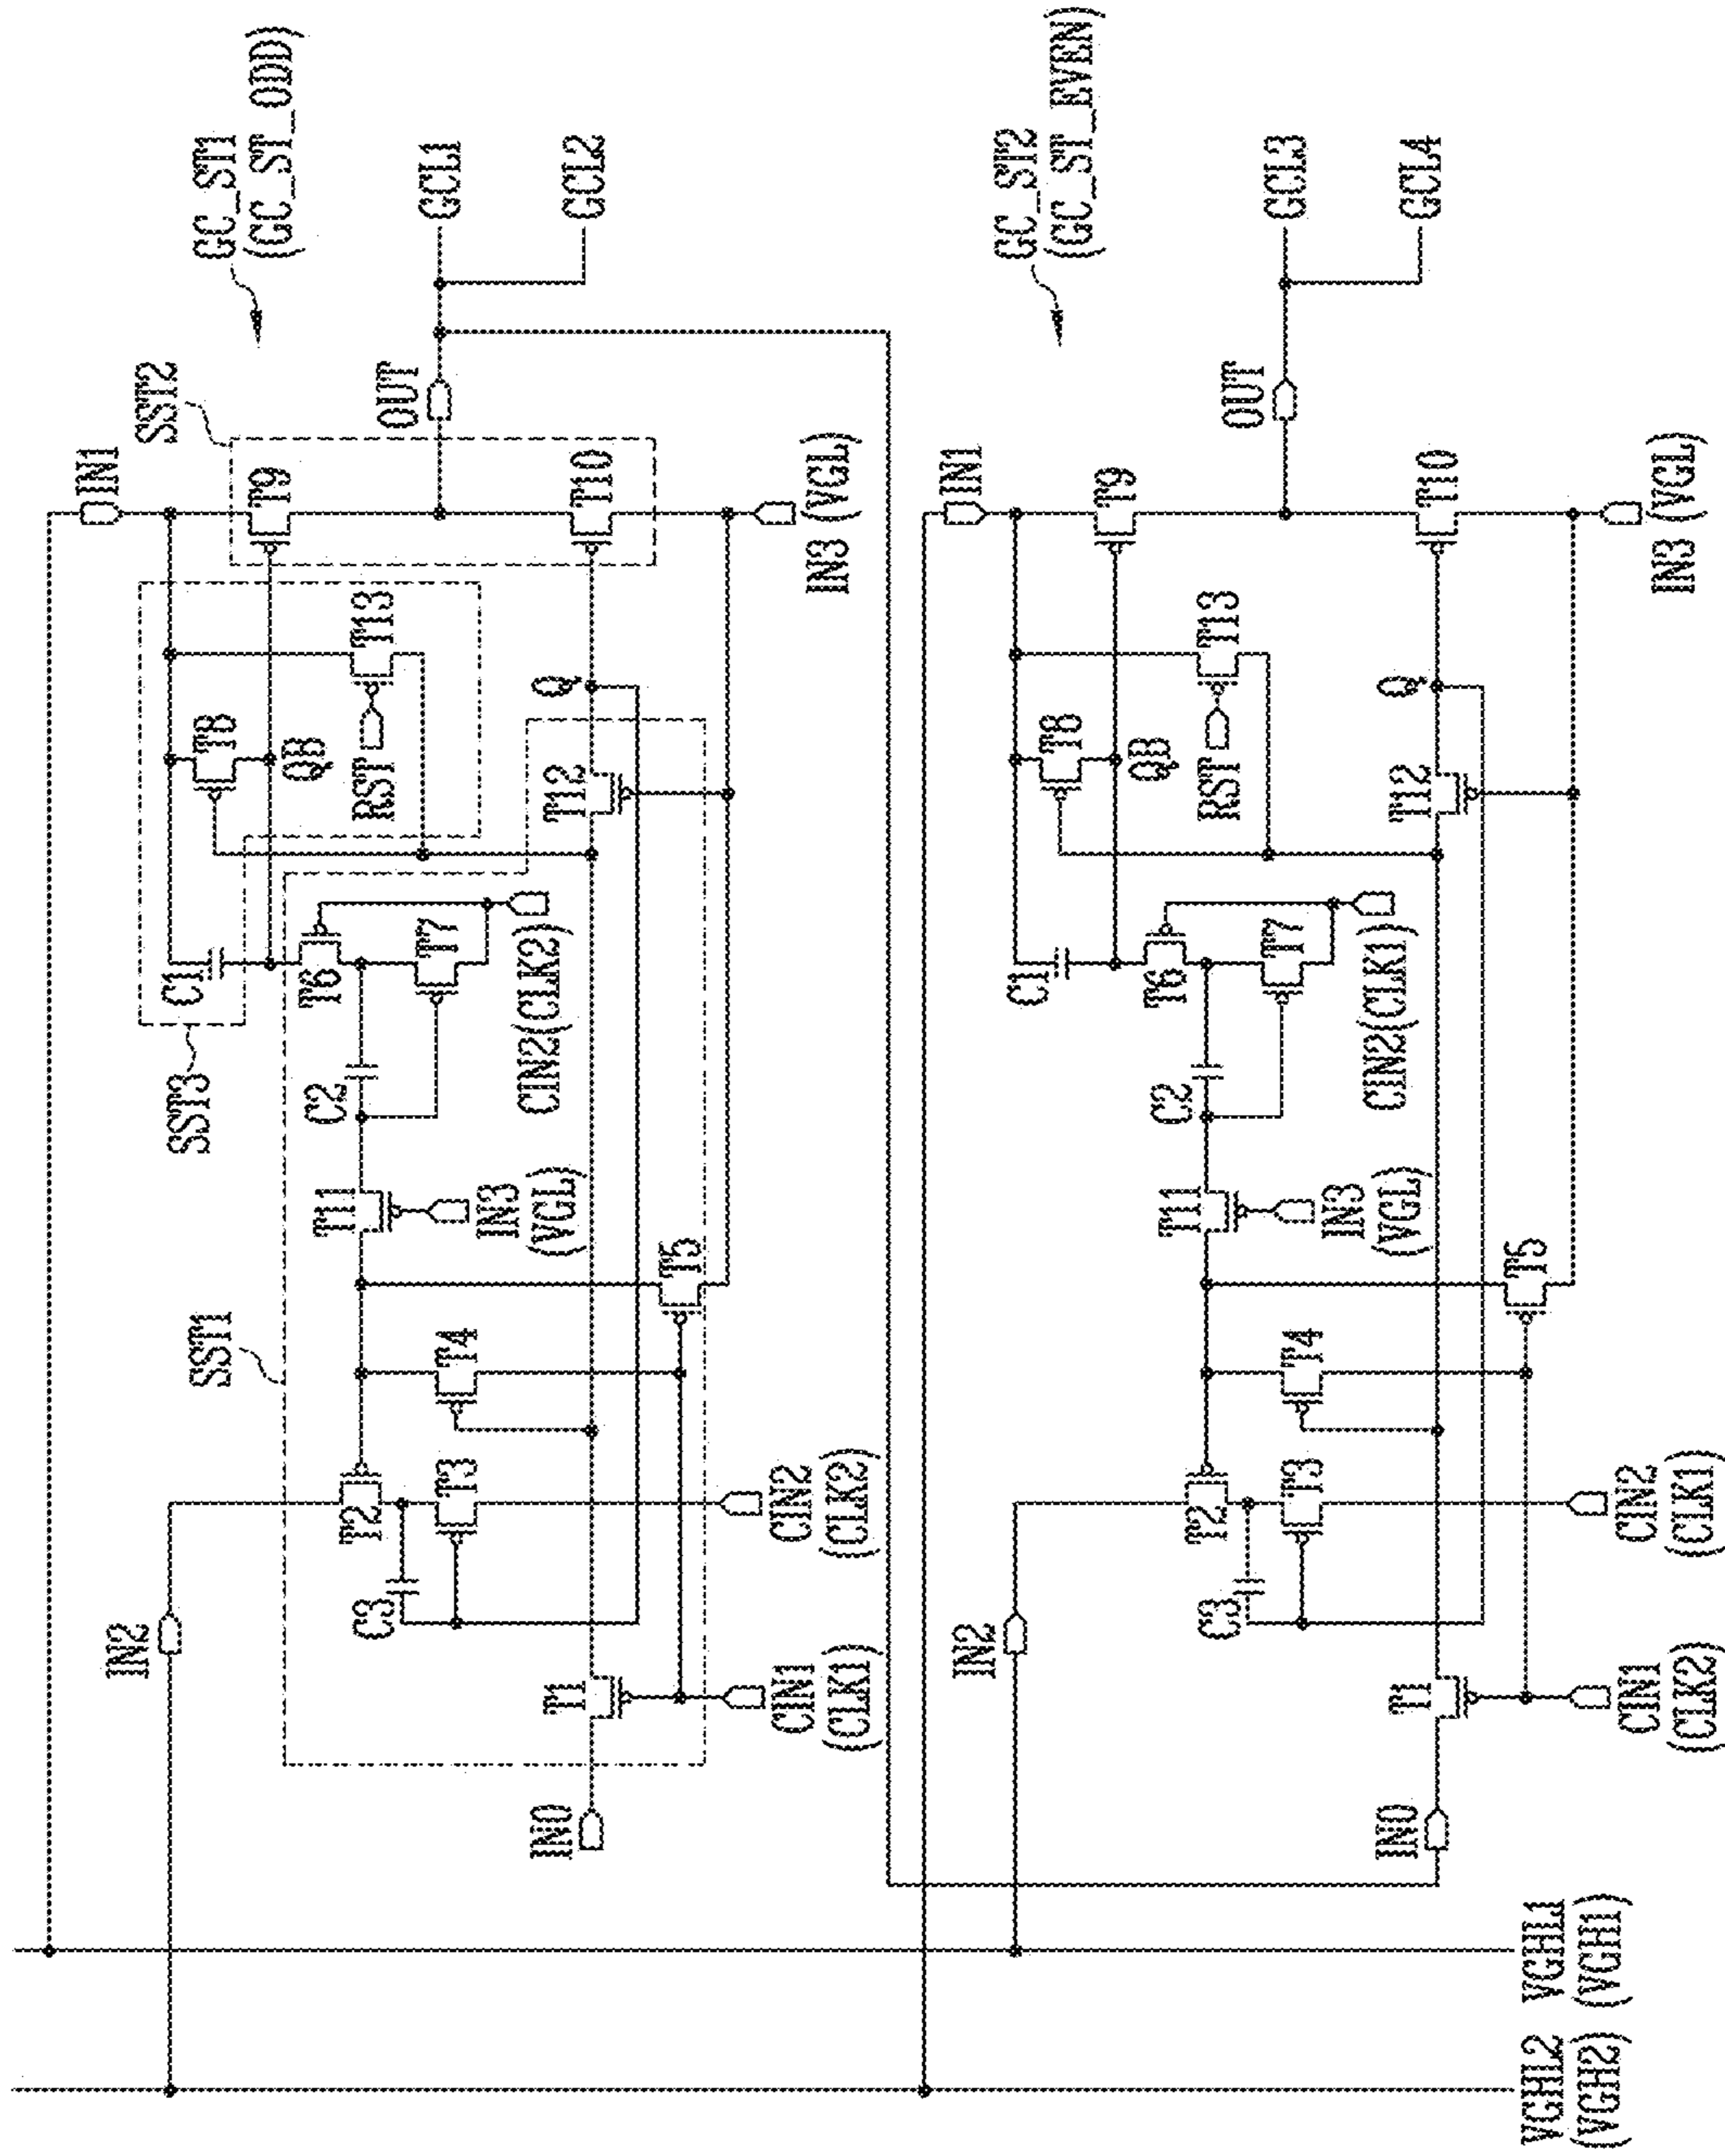 GC_ST1
(GC_ST_ODD)
SST2
IN1
T9
OUT
GCL1
GCL2
T10
IN3 (VGL)
SST3
C1
T8
QB
T13
RST
Q
T12
T6
T7
CIN2(CLK2)
C2
T11
IN3
(VGL)
SST1
T5
T4
T2
T3
C3
CIN2
(CLK2)
IN2
T1
CIN1
(CLK1)
IN0
GC_ST2
(GC_ST_EVEN)
IN1
T9
OUT
GCL3
GCL4
T10
IN3 (VGL)
C1
T8
QB
T13
RST
Q
T12
T6
T7
CIN2(CLK1)
C2
T11
IN3
(VGL)
T5
T4
T2
T3
C3
CIN2
(CLK1)
IN2
T1
CIN1
(CLK2)
IN0
VGHL1
(VGH1)
VGHL2
(VGH2)